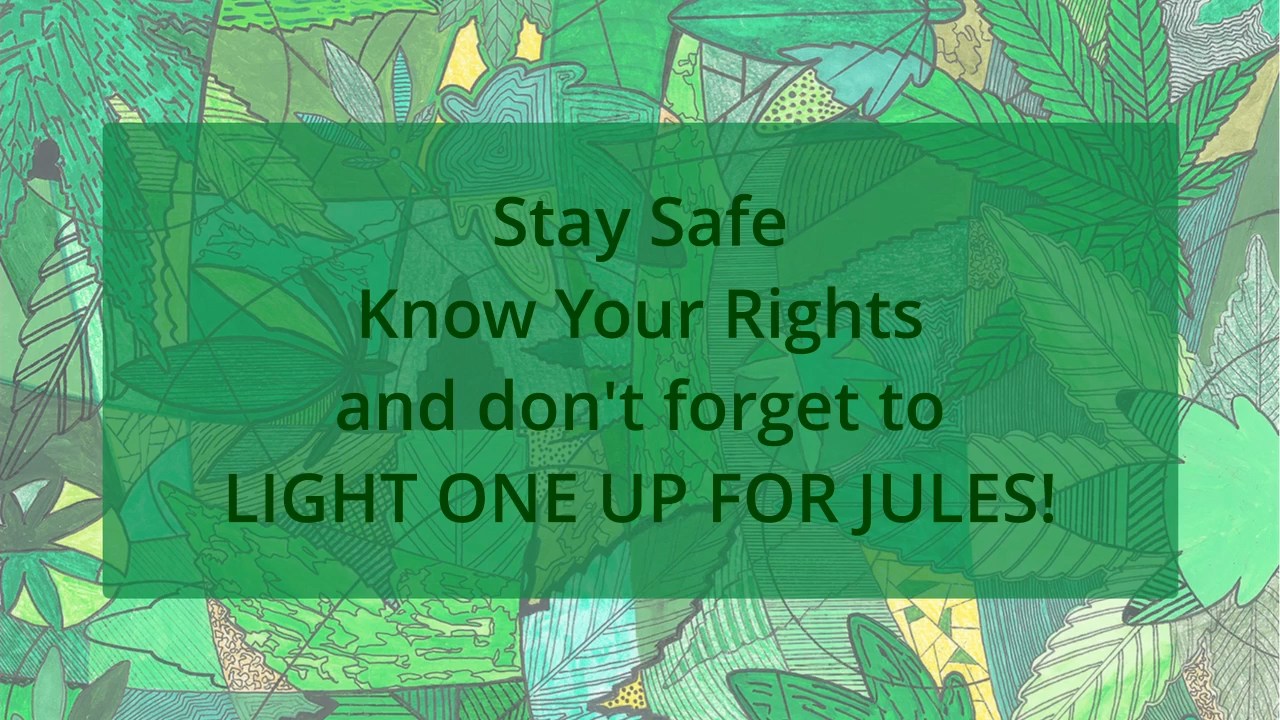 Stay Safe
Know Your Rights
and don't forget to
LIGHT ONE UP FOR JULES!